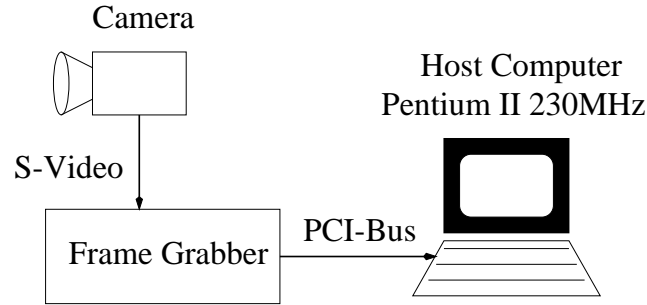 Camera
Host Computer
Pentium II 230MHz
S-Video
PCI-Bus
Frame Grabber